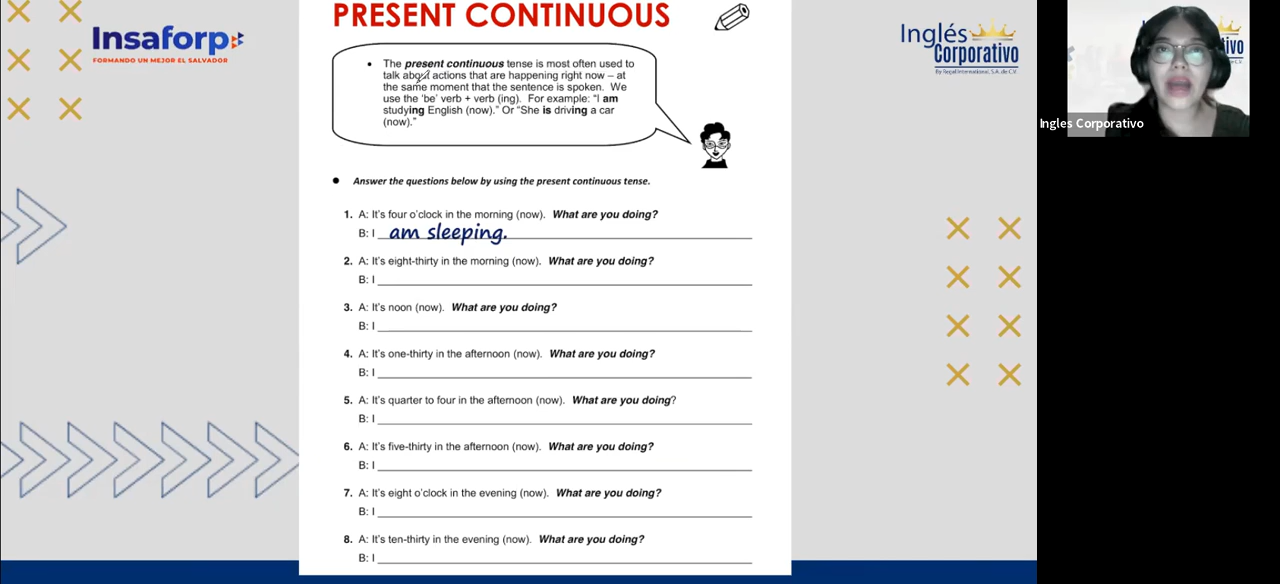 PRESENT CONTINUOUS
Insaforp
FORMANDO UN MEJOR EL SALVADOR
Inglés
Corporativo
By Regal International, S.A. de C.V.
Ingles Corporativo
• The present continuous tense is most often used to
talk about actions that are happening right now – at
the same moment that the sentence is spoken. We
use the ‘be’ verb + verb (ing). For example: “I am
studying English (now).” Or “She is driving a car
(now).”
● Answer the questions below by using the present continuous tense.
1. A: It’s four o’clock in the morning (now). What are you doing?
B: I am sleeping.
2. A: It’s eight-thirty in the morning (now). What are you doing?
B: I
3. A: It’s noon (now). What are you doing?
B: I
4. A: It’s one-thirty in the afternoon (now). What are you doing?
B: I
5. A: It’s quarter to four in the afternoon (now). What are you doing?
B: I
6. A: It’s five-thirty in the afternoon (now). What are you doing?
B: I
7. A: It’s eight o’clock in the evening (now). What are you doing?
B: I
8. A: It’s ten-thirty in the evening (now). What are you doing?
B: I